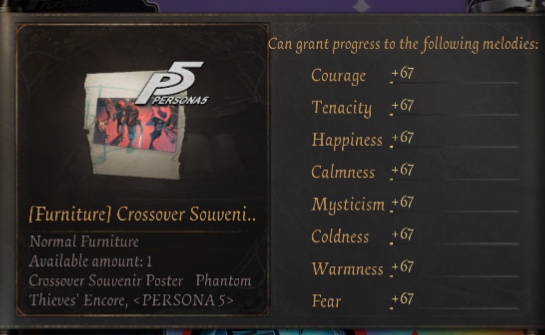 Can grant progress to the following melodies:
P5
PERSONA5
Courage +67
Tenacity +67
Happiness +67
Calmness +67
Mysticism +67
Coldness +67
Warmness +67
Fear +67
[Furniture] Crossover Souveni..
Normal Furniture
Available amount: 1
Crossover Souvenir Poster Phantom
Thieves' Encore, <PERSONA 5>